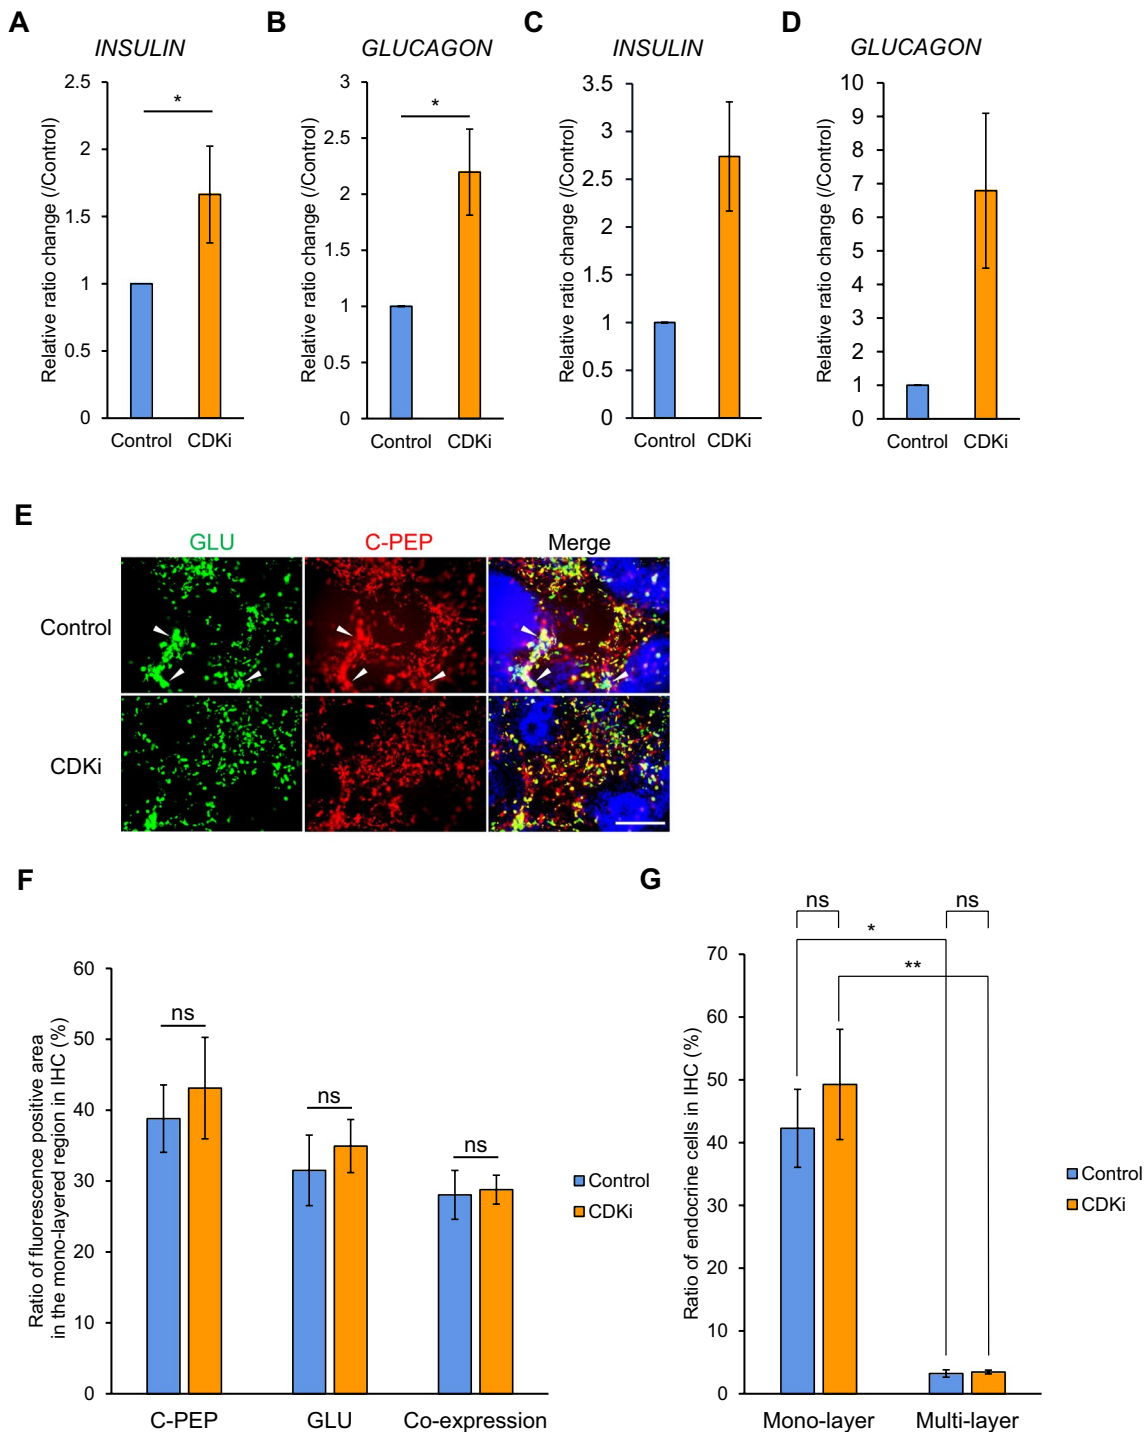 A
INSULIN
Relative ratio change (/Control)
2.5
2
1.5
1
0.5
0
*
Control CDKi
B
GLUCAGON
Relative ratio change (/Control)
3
2.5
2
1.5
1
0.5
0
*
Control CDKi
C
INSULIN
Relative ratio change (/Control)
3.5
3
2.5
2
1.5
1
0.5
0
Control CDKi
D
GLUCAGON
Relative ratio change (/Control)
10
9
8
7
6
5
4
3
2
1
0
Control CDKi
E
GLU C-PEP Merge
Control
CDKi
F
Ratio of fluorescence positive area
in the mono-layered region in IHC (%)
60
50
40
30
20
10
0
ns
ns
ns
C-PEP GLU Co-expression
Control
CDKi
G
Ratio of endocrine cells in IHC (%)
70
60
50
40
30
20
10
0
ns
ns
*
**
Mono-layer Multi-layer
Control
CDKi